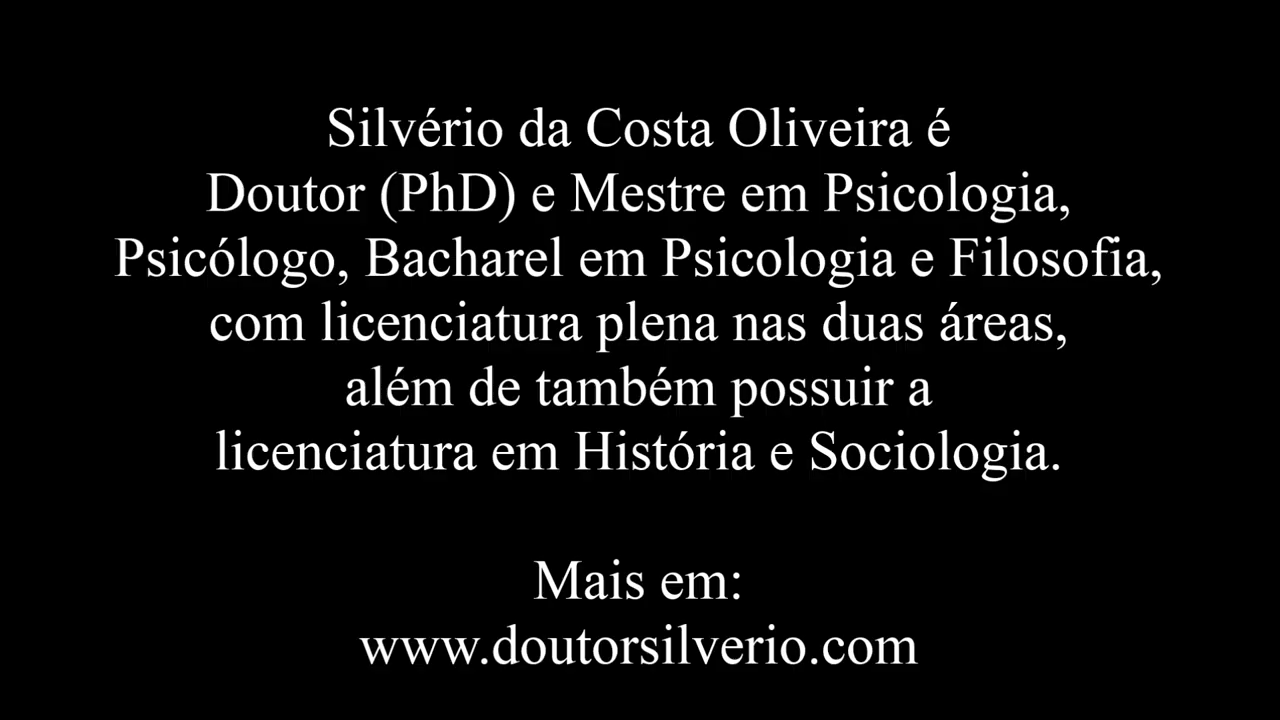 Silvério da Costa Oliveira é
Doutor (PhD) e Mestre em Psicologia,
Psicólogo, Bacharel em Psicologia e Filosofia,
com licenciatura plena nas duas áreas,
além de também possuir a
licenciatura em História e Sociologia.
Mais em:
www.doutorsilverio.com